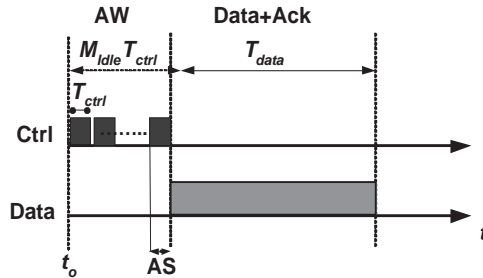 AW Data+Ack
M_Idle T_ctrl T_data
T_ctrl
Ctrl
Data
t
t_o AS